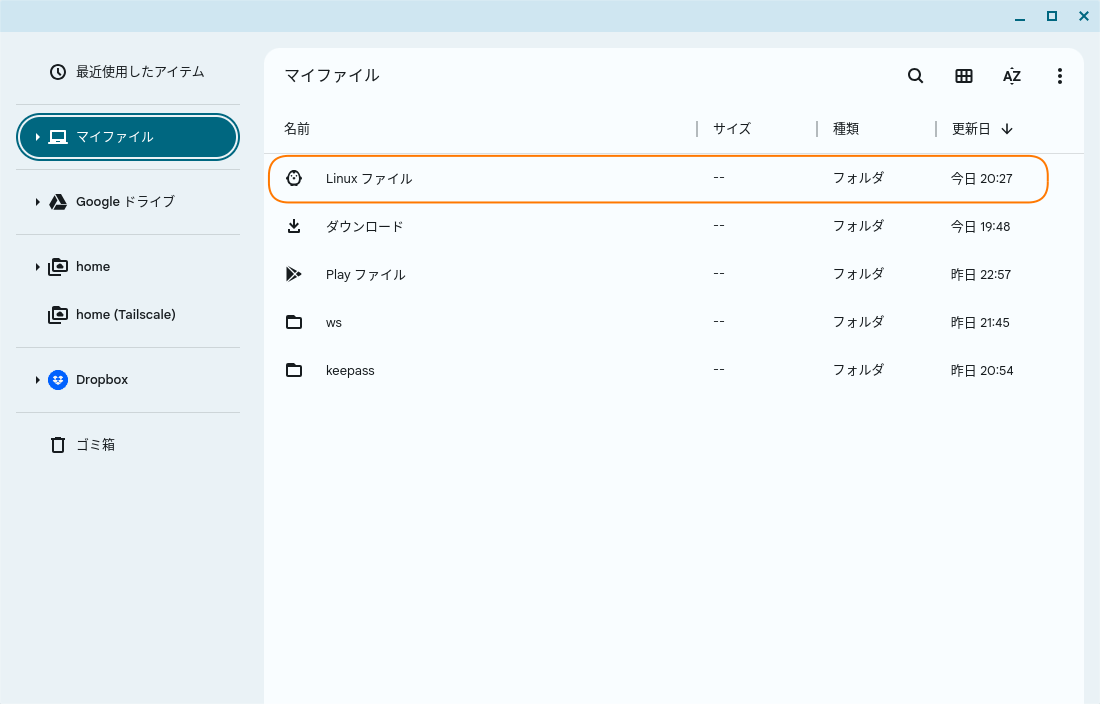 最近使用したアイテム
マイファイル
Google ドライブ
home
home (Tailscale)
Dropbox
ゴミ箱
マイファイル
AZ
名前 サイズ 種類 更新日
Linux ファイル -- フォルダ 今日 20:27
ダウンロード -- フォルダ 今日 19:48
Play ファイル -- フォルダ 昨日 22:57
ws -- フォルダ 昨日 21:45
keepass -- フォルダ 昨日 20:54